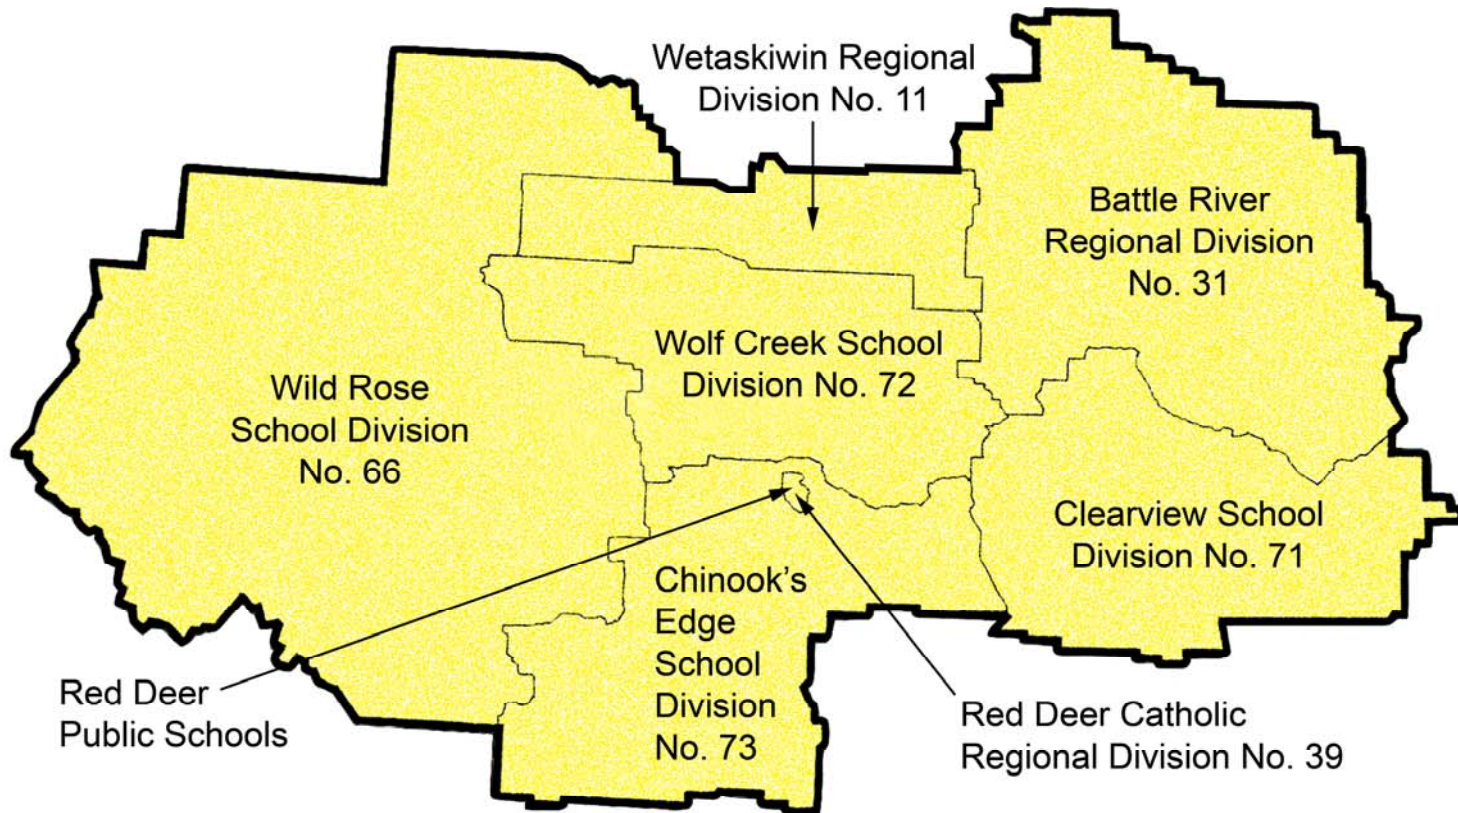 Wetaskiwin Regional
Division No. 11
Battle River
Regional Division
No. 31
Wolf Creek School
Division No. 72
Wild Rose
School Division
No. 66
Clearview School
Division No. 71
Chinook's
Edge
School
Division
No. 73
Red Deer
Public Schools
Red Deer Catholic
Regional Division No. 39